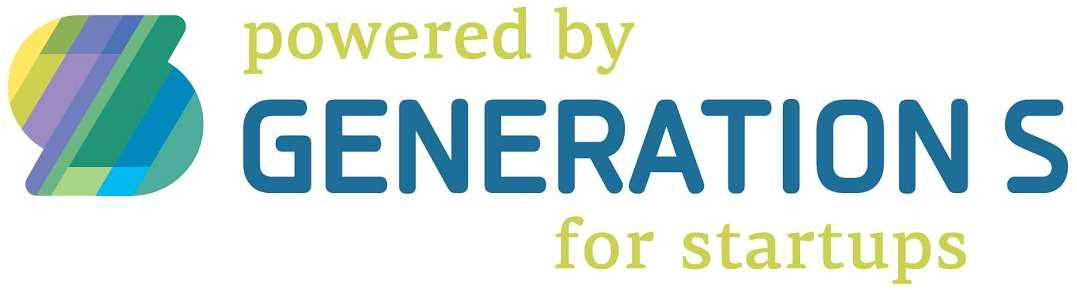 powered by
GENERATION S
for startups